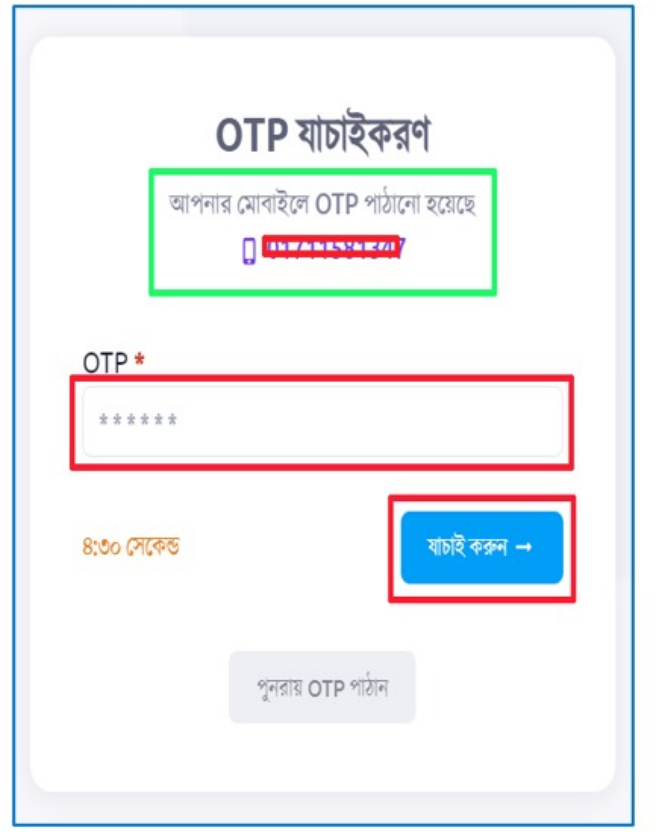 OTP যাচাইকরণ
আপনার মোবাইলে OTP পাঠানো হয়েছে
OTP *
******
৪:৩০ সেকেন্ড
যাচাই করুন →
পুনরায় OTP পাঠান